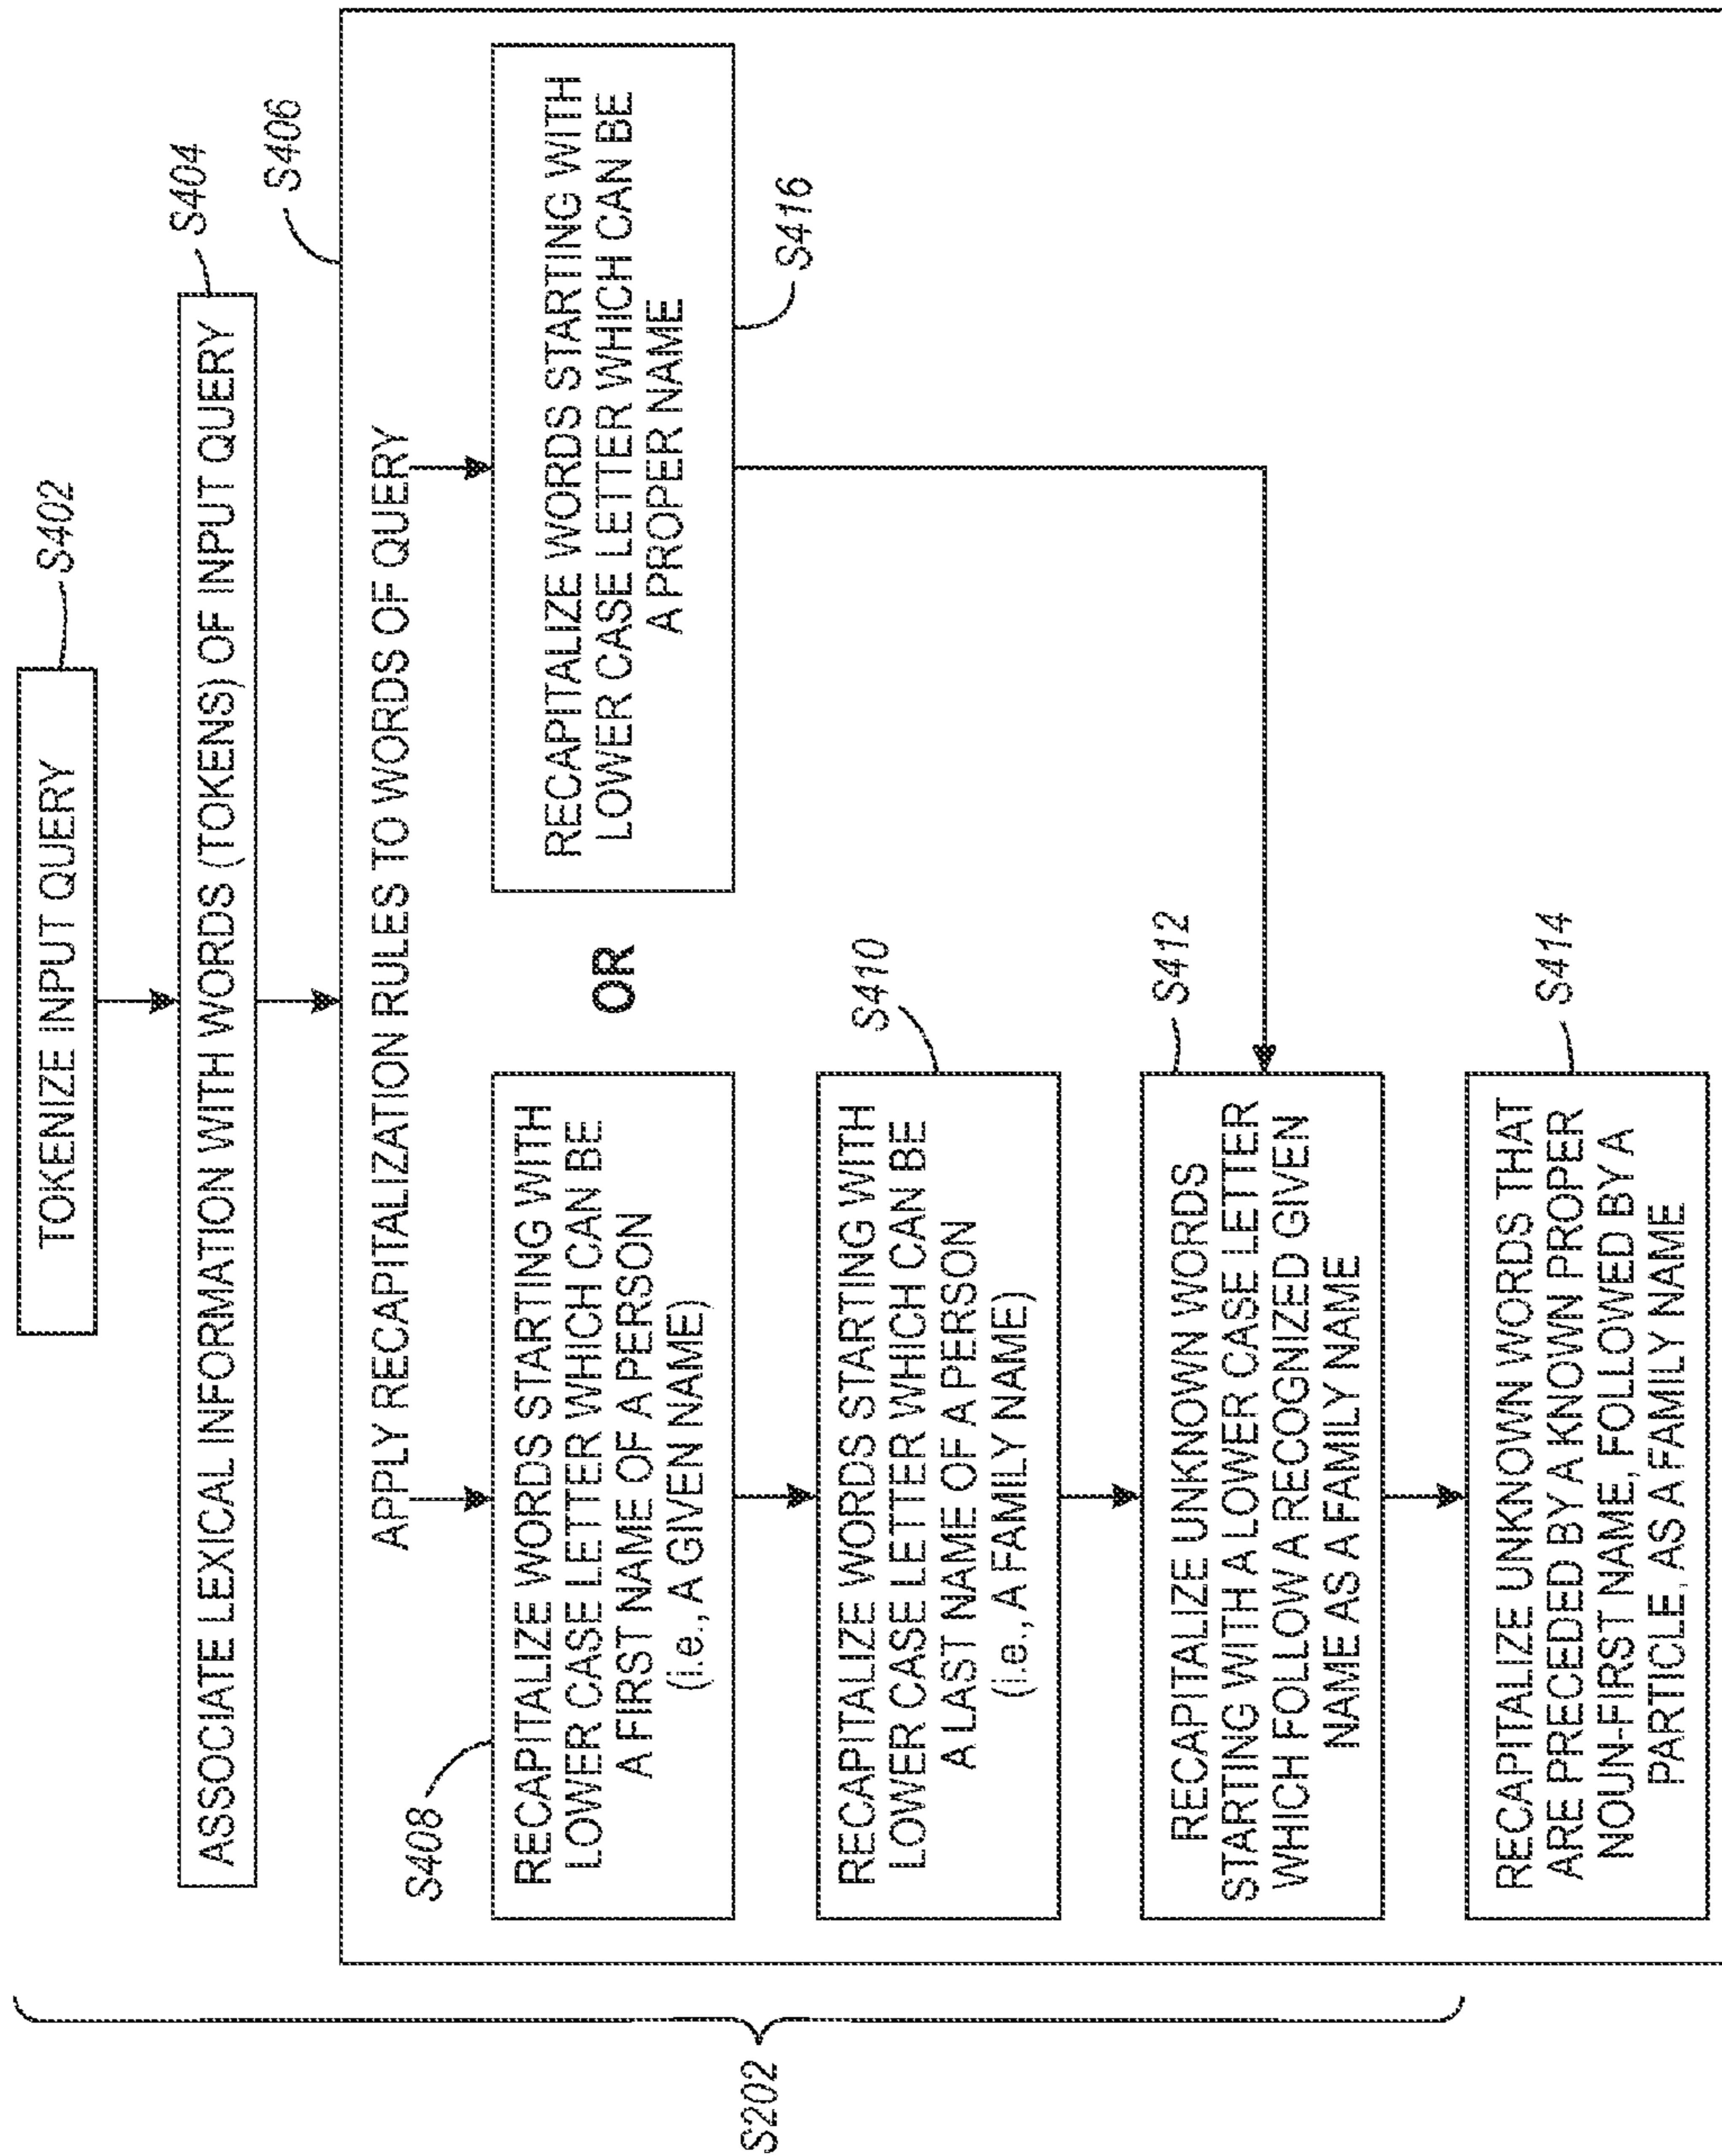 TOKENIZE INPUT QUERY
S402
ASSOCIATE LEXICAL INFORMATION WITH WORDS (TOKENS) OF INPUT QUERY
S404
S406
APPLY RECAPITALIZATION RULES TO WORDS OF QUERY
S408
RECAPITALIZE WORDS STARTING WITH
LOWER CASE LETTER WHICH CAN BE
A FIRST NAME OF A PERSON
(i.e., A GIVEN NAME)
OR
RECAPITALIZE WORDS STARTING WITH
LOWER CASE LETTER WHICH CAN BE
A PROPER NAME
S416
S410
RECAPITALIZE WORDS STARTING WITH
LOWER CASE LETTER WHICH CAN BE
A LAST NAME OF A PERSON
(i.e., A FAMILY NAME)
S412
RECAPITALIZE UNKNOWN WORDS
STARTING WITH A LOWER CASE LETTER
WHICH FOLLOW A RECOGNIZED GIVEN
NAME AS A FAMILY NAME
S414
RECAPITALIZE UNKNOWN WORDS THAT
ARE PRECEDED BY A KNOWN PROPER
NOUN-FIRST NAME, FOLLOWED BY A
PARTICLE, AS A FAMILY NAME
S202